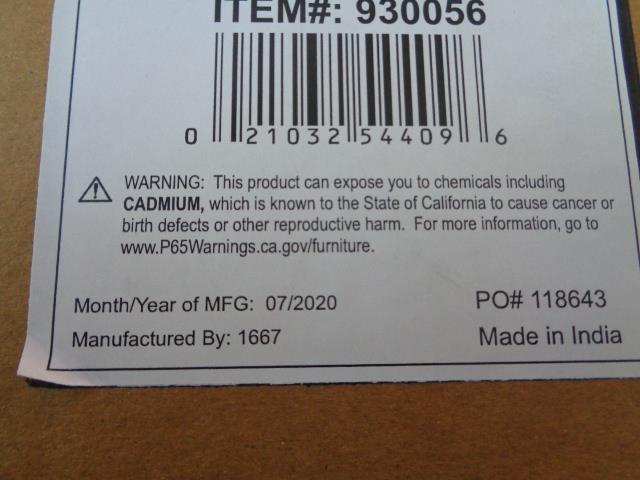 ITEM#: 930056
0 21032 54409 6
WARNING: This product can expose you to chemicals including
CADMIUM, which is known to the State of California to cause cancer or
birth defects or other reproductive harm. For more information, go to
www.P65Warnings.ca.gov/furniture.
Month/Year of MFG: 07/2020
PO# 118643
Manufactured By: 1667
Made in India